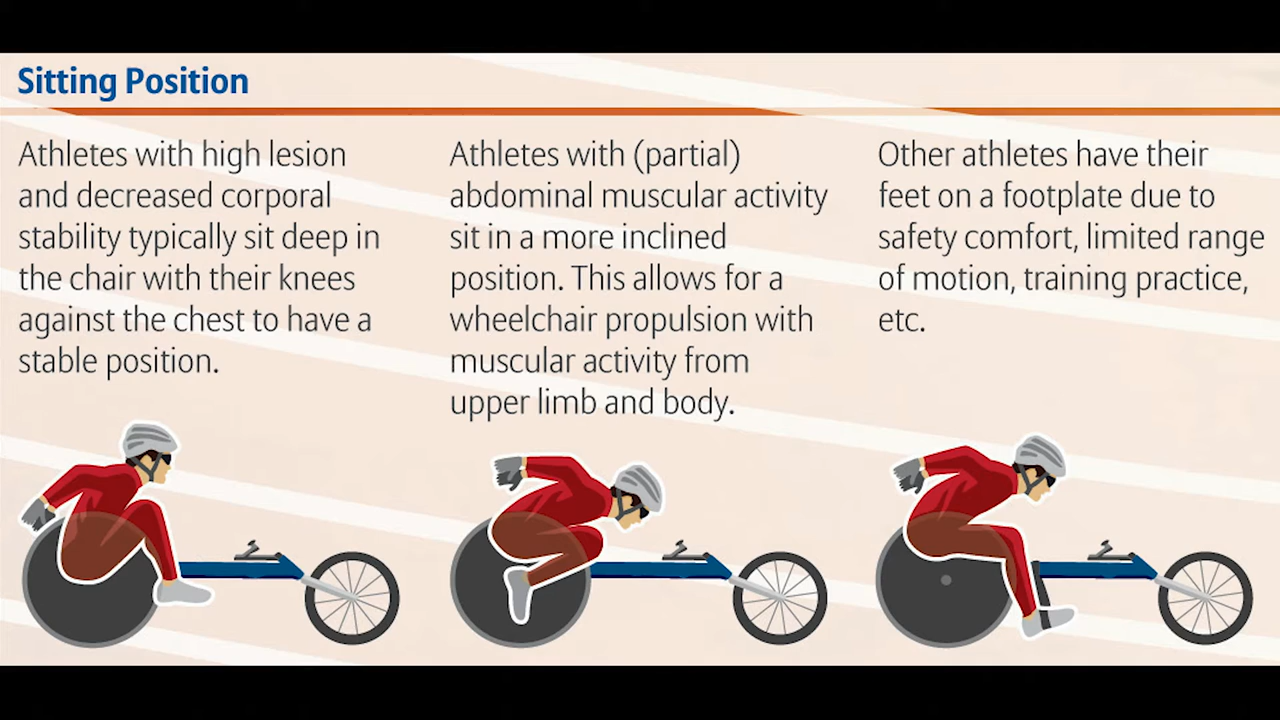 Sitting Position
Athletes with high lesion
and decreased corporal
stability typically sit deep in
the chair with their knees
against the chest to have a
stable position.
Athletes with (partial)
abdominal muscular activity
sit in a more inclined
position. This allows for a
wheelchair propulsion with
muscular activity from
upper limb and body.
Other athletes have their
feet on a footplate due to
safety comfort, limited range
of motion, training practice,
etc.